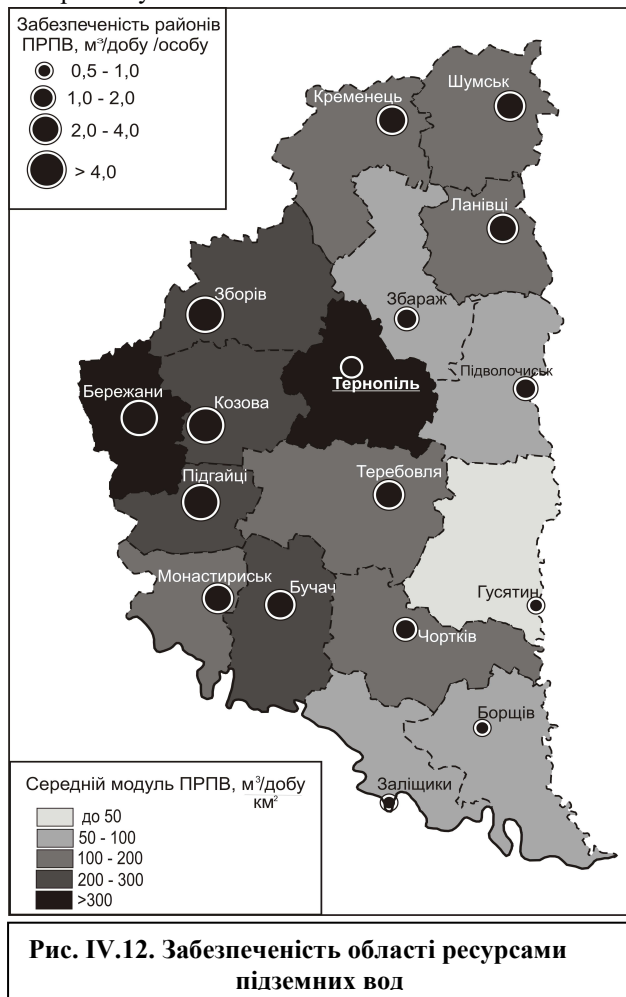 Забезпеченість районів
ПРПВ, м³/добу /особу
0,5 - 1,0
1,0 - 2,0
2,0 - 4,0
> 4,0
Шумськ
Кременець
Ланівці
Збараж
Зборів
Підволочиськ
Тернопіль
Бережани
Козова
Підгайці
Теребовля
Монастириськ
Бучач
Гусятин
Чортків
Борщів
Заліщики
Середній модуль ПРПВ, м³/добу
км²
до 50
50 - 100
100 - 200
200 - 300
>300
Рис. IV.12. Забезпеченість області ресурсами
підземних вод